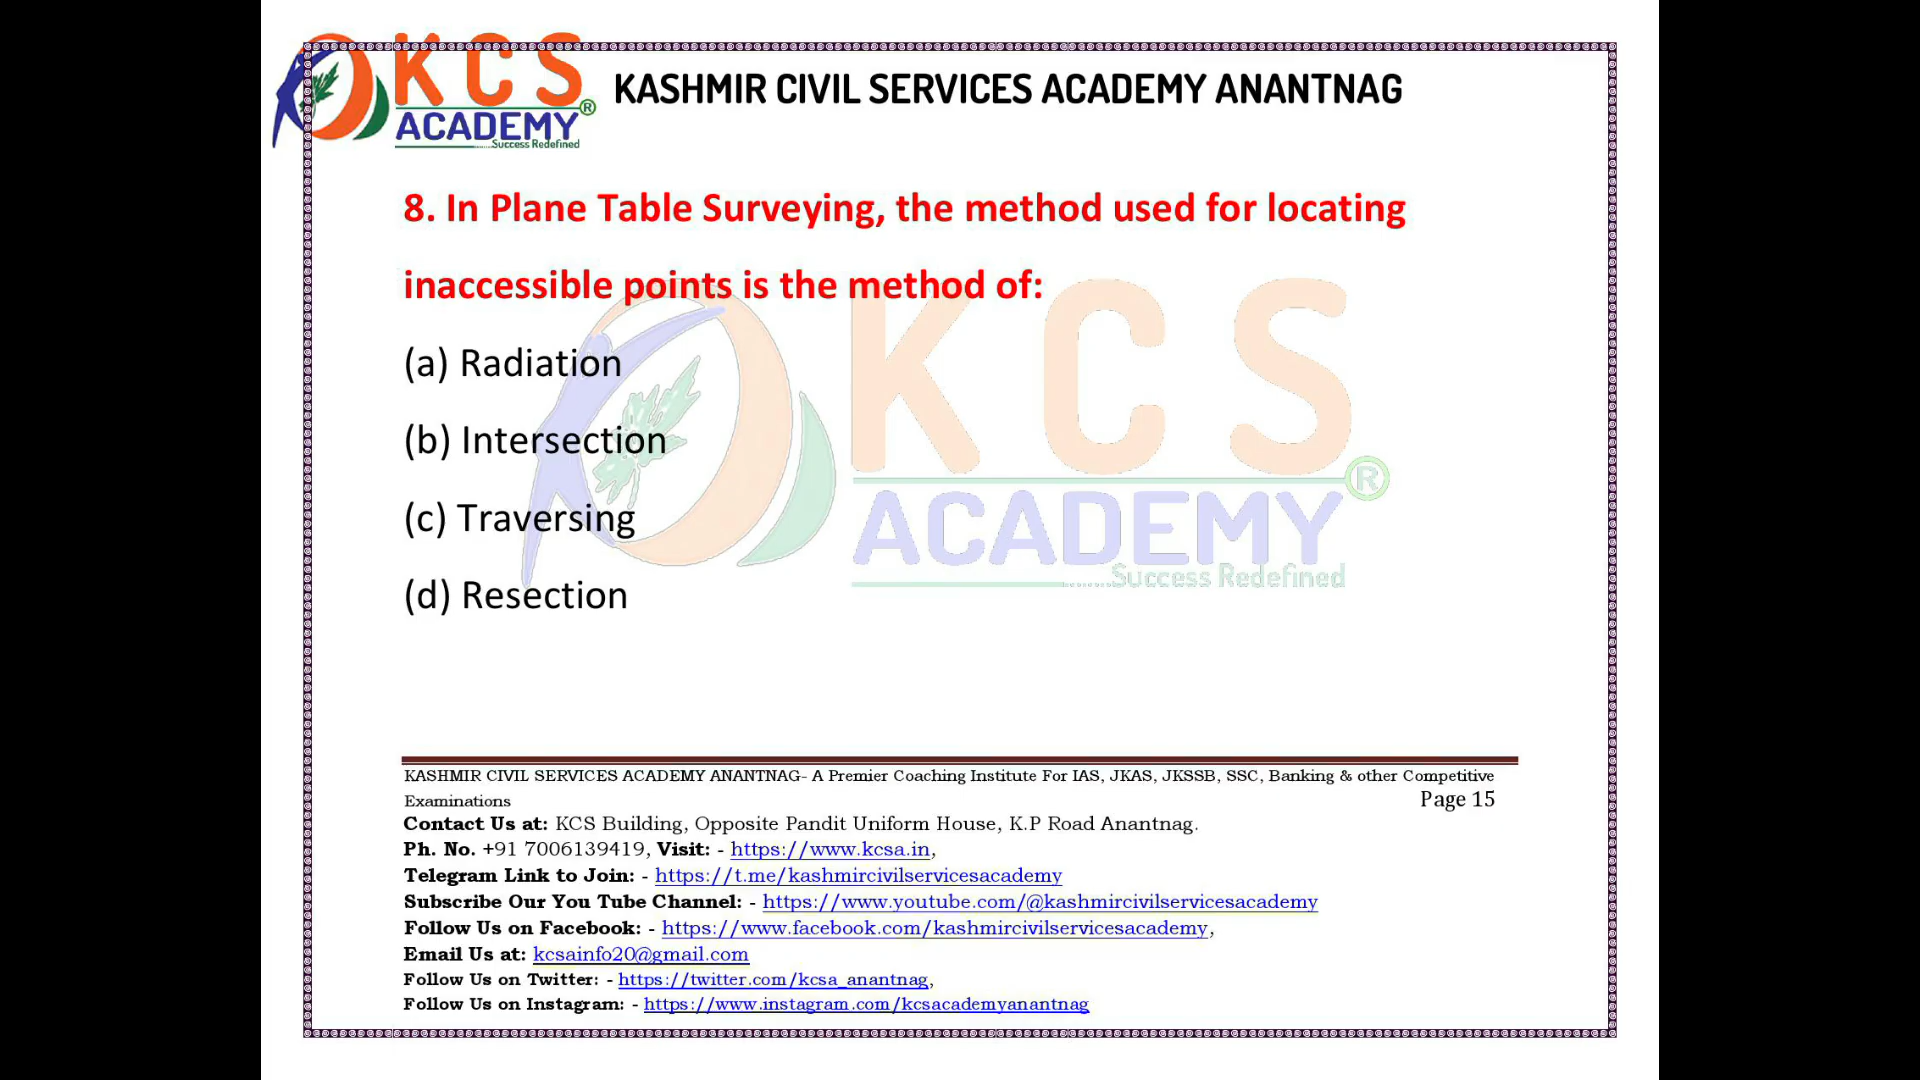 KCS
ACADEMY®
......Success Redefined
KASHMIR CIVIL SERVICES ACADEMY ANANTNAG
8. In Plane Table Surveying, the method used for locating
inaccessible points is the method of:
(a) Radiation
(b) Intersection
(c) Traversing
(d) Resection
KCS
ACADEMY®
.......Success Redefined
KASHMIR CIVIL SERVICES ACADEMY ANANTNAG- A Premier Coaching Institute For IAS, JKAS, JKSSB, SSC, Banking & other Competitive
Examinations Page 15
Contact Us at: KCS Building, Opposite Pandit Uniform House, K.P Road Anantnag.
Ph. No. +91 7006139419, Visit: - https://www.kcsa.in,
Telegram Link to Join: - https://t.me/kashmircivilservicesacademy
Subscribe Our You Tube Channel: - https://www.youtube.com/@kashmircivilservicesacademy
Follow Us on Facebook: - https://www.facebook.com/kashmircivilservicesacademy,
Email Us at: kcsainfo20@gmail.com
Follow Us on Twitter: - https://twitter.com/kcsa_anantnag,
Follow Us on Instagram: - https://www.instagram.com/kcsacademyanantnag